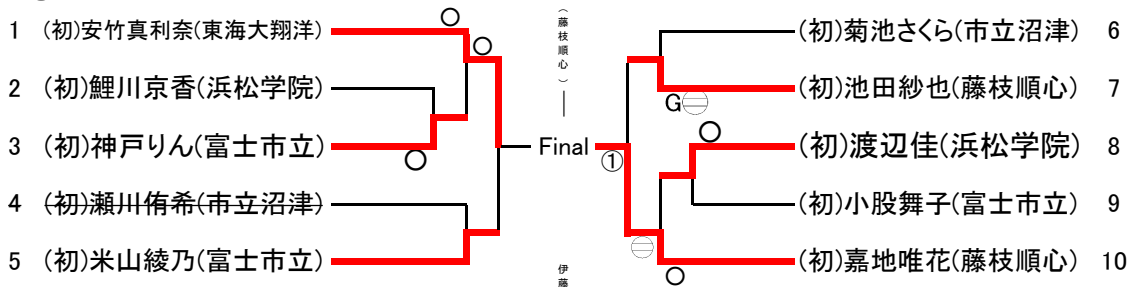 1 (初)安竹真利奈(東海大翔洋)
2 (初)鯉川京香(浜松学院)
3 (初)神戸りん(富士市立)
4 (初)瀬川侑希(市立沼津)
5 (初)米山綾乃(富士市立)
(藤枝順心)
Final
①
伊藤
(初)菊池さくら(市立沼津) 6
(初)池田紗也(藤枝順心) 7
G
(初)渡辺佳(浜松学院) 8
(初)小股舞子(富士市立) 9
(初)嘉地唯花(藤枝順心) 10